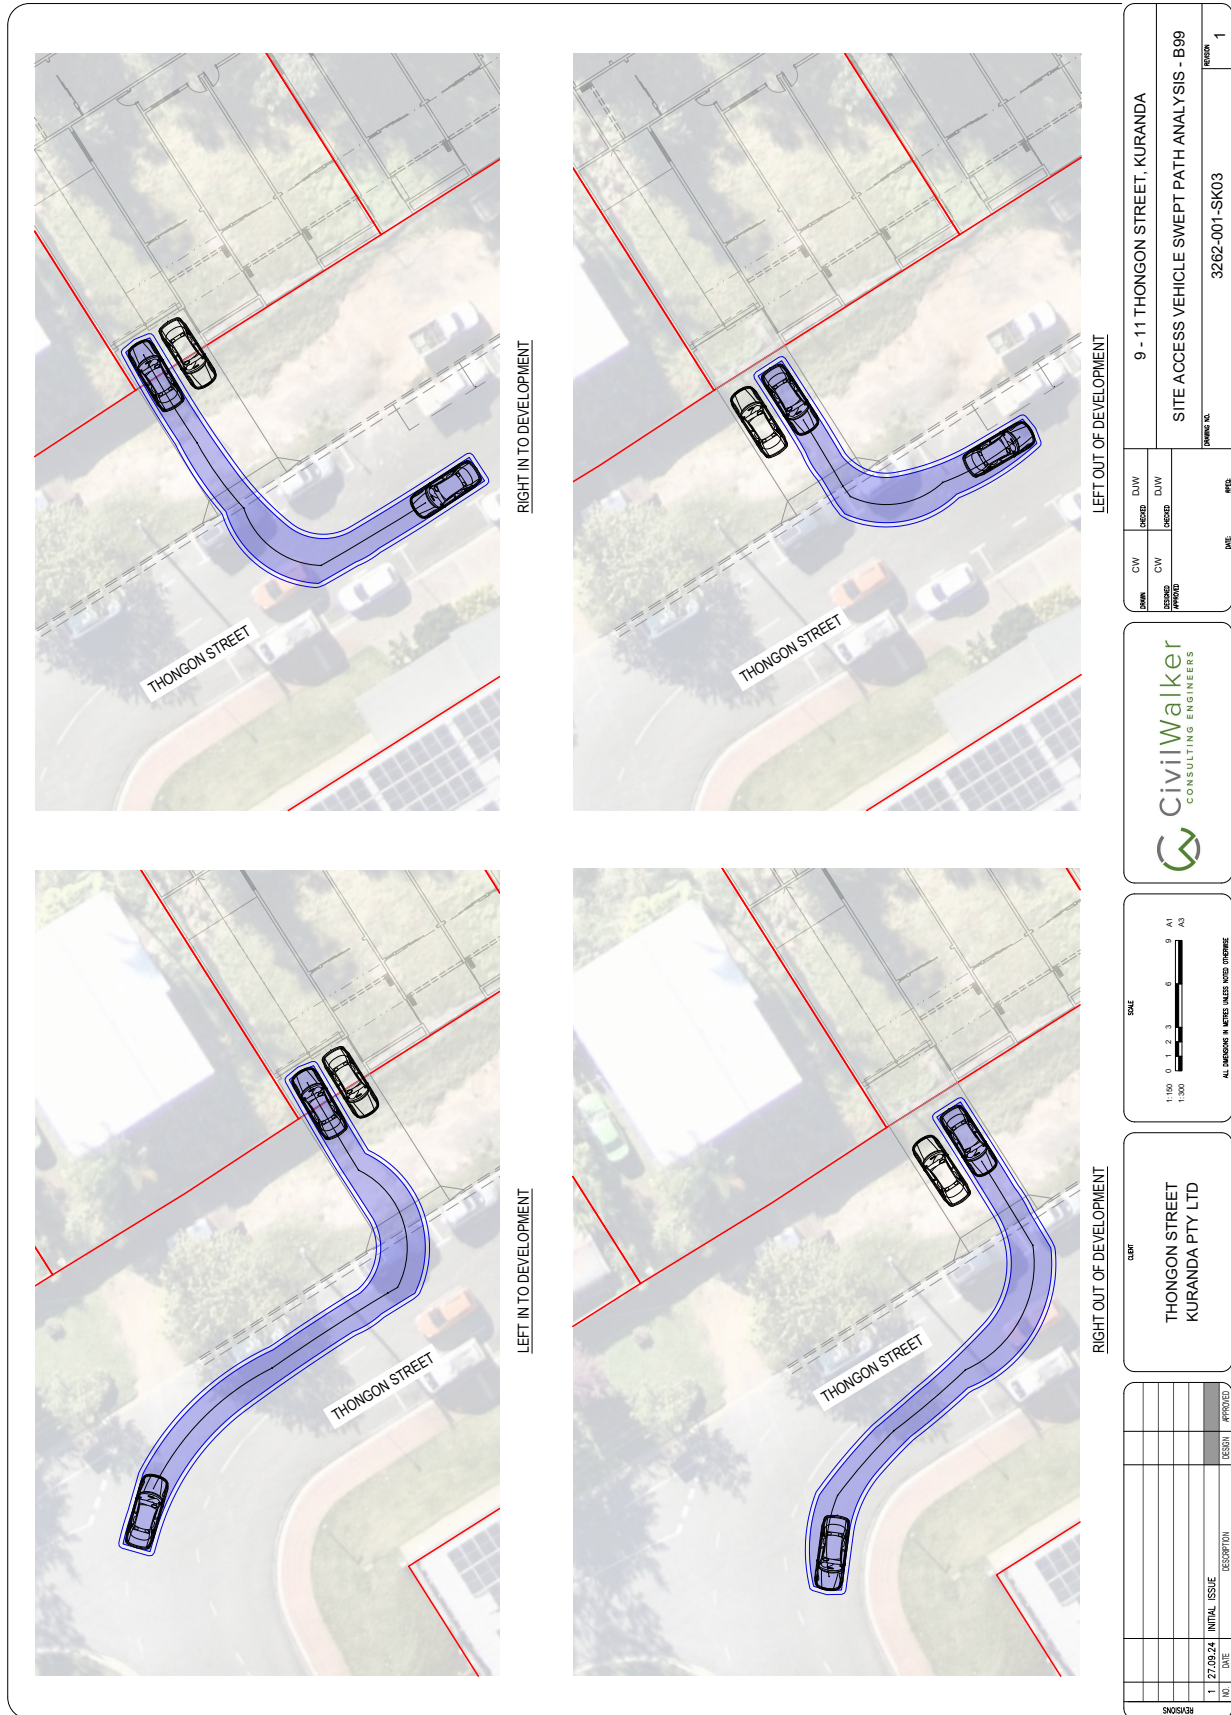 LEFT IN TO DEVELOPMENT
THONGON STREET
RIGHT IN TO DEVELOPMENT
THONGON STREET
RIGHT OUT OF DEVELOPMENT
THONGON STREET
LEFT OUT OF DEVELOPMENT
THONGON STREET
REVISIONS
1 27.09.24 INITIAL ISSUE
NO. DATE DESCRIPTION DESIGN APPROVED
CLIENT
THONGON STREET
KURANDA PTY LTD
SCALE
1:150 0 1 2 3 6 9 A1
1:300 A3
ALL DIMENSIONS IN METRES UNLESS NOTED OTHERWISE
CivilWalker
CONSULTING ENGINEERS
DRAWN CW CHECKED DJW
DESIGNED CW CHECKED DJW
APPROVED
DATE: RPEQ:
9 - 11 THONGON STREET, KURANDA
SITE ACCESS VEHICLE SWEPT PATH ANALYSIS - B99
DRAWING NO. 3262-001-SK03
REVISION 1